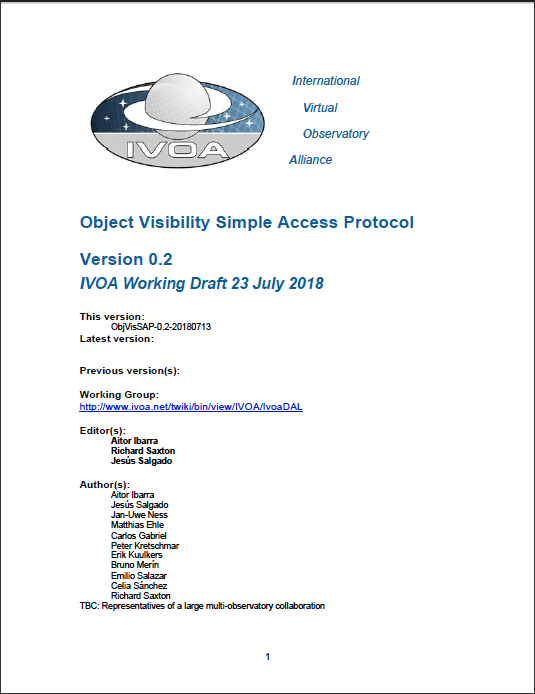 IVOA
International
Virtual
Observatory
Alliance
Object Visibility Simple Access Protocol
Version 0.2
IVOA Working Draft 23 July 2018
This version:
ObjVisSAP-0.2-20180713
Latest version:
Previous version(s):
Working Group:
http://www.ivoa.net/twiki/bin/view/IVOA/IvoaDAL
Editor(s):
Aitor Ibarra
Richard Saxton
Jesús Salgado
Author(s):
Aitor Ibarra
Jesús Salgado
Jan-Uwe Ness
Matthias Ehle
Carlos Gabriel
Peter Kretschmar
Erik Kuulkers
Bruno Merín
Emilio Salazar
Celia Sánchez
Richard Saxton
TBC: Representatives of a large multi-observatory collaboration
1